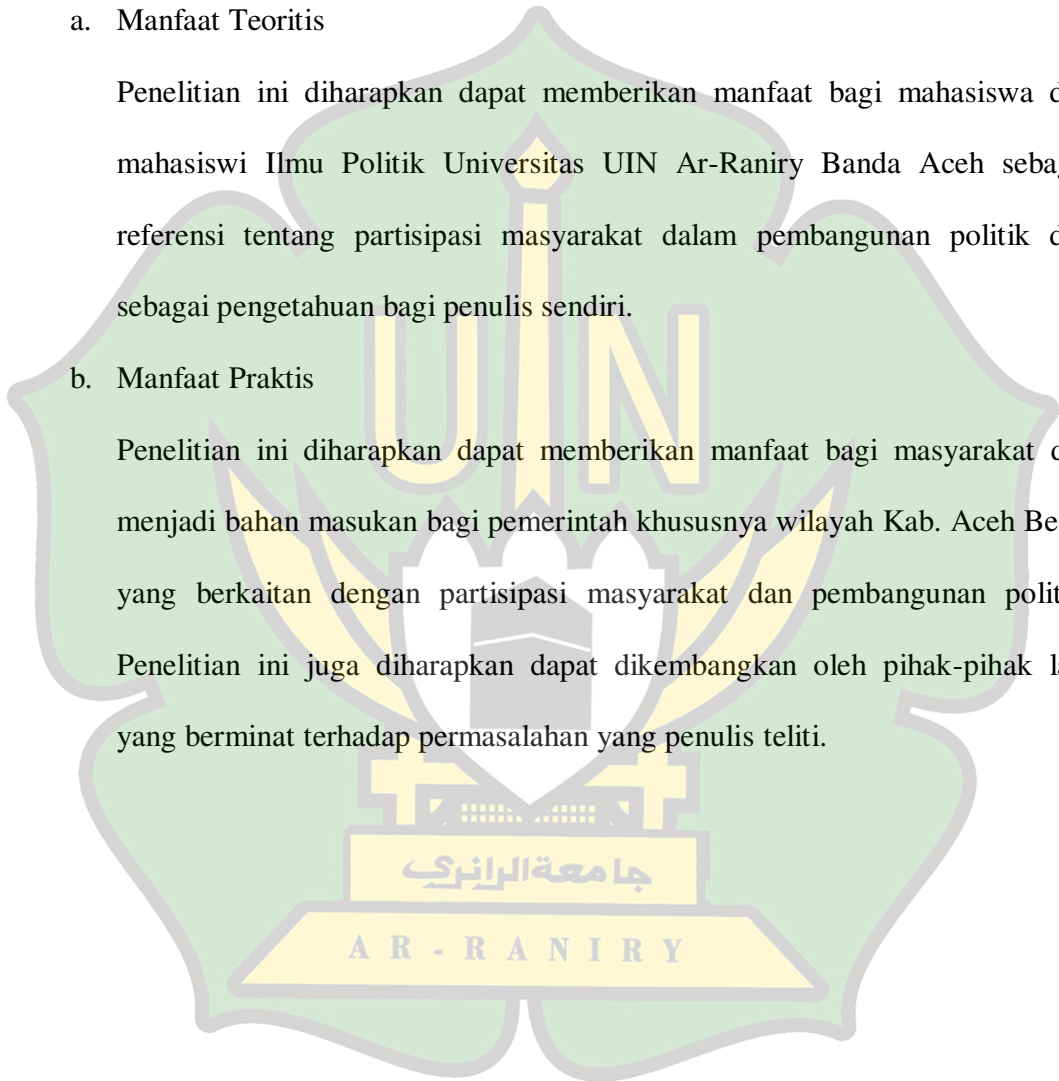 a. Manfaat Teoritis
Penelitian ini diharapkan dapat memberikan manfaat bagi mahasiswa d
mahasiswi Ilmu Politik Universitas UIN Ar-Raniry Banda Aceh sebag
referensi tentang partisipasi masyarakat dalam pembangunan politik d
sebagai pengetahuan bagi penulis sendiri.
b. Manfaat Praktis
Penelitian ini diharapkan dapat memberikan manfaat bagi masyarakat d
menjadi bahan masukan bagi pemerintah khususnya wilayah Kab. Aceh Be
yang berkaitan dengan partisipasi masyarakat dan pembangunan polit
Penelitian ini juga diharapkan dapat dikembangkan oleh pihak-pihak la
yang berminat terhadap permasalahan yang penulis teliti.
UIN
جامعة الرانري
AR-RANIRY